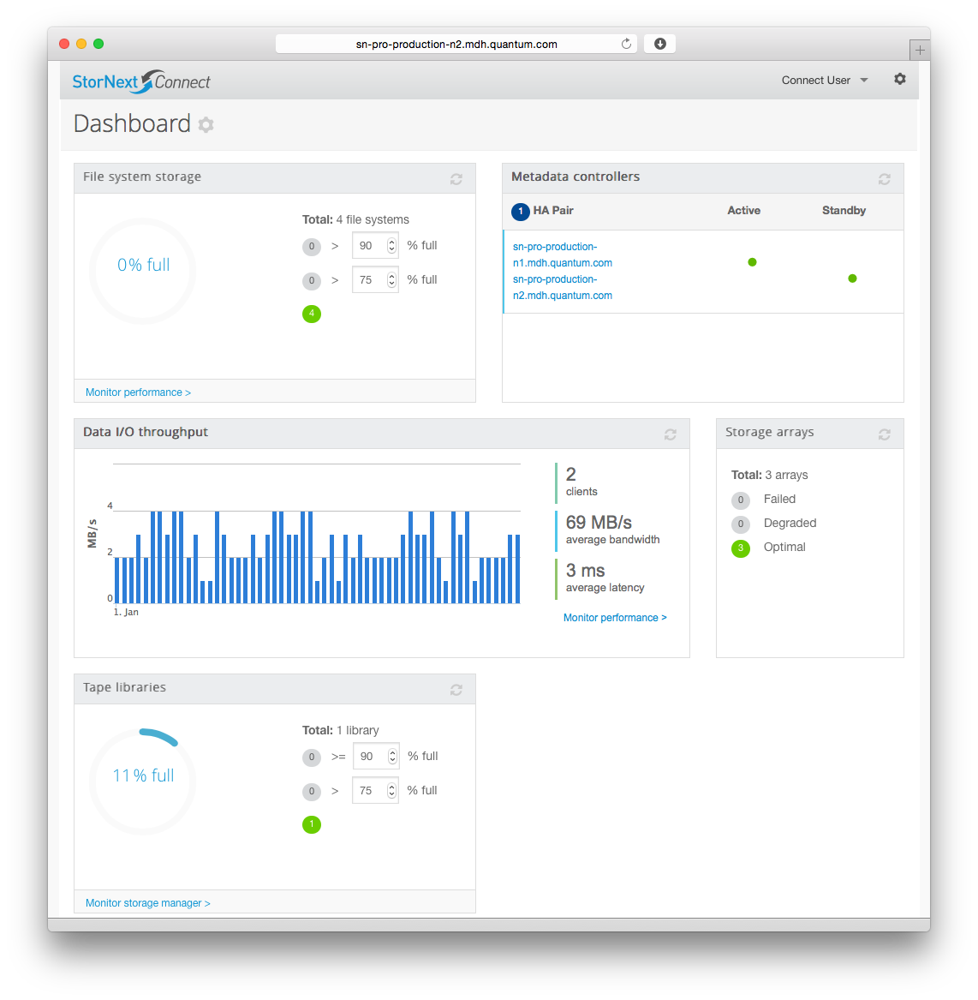 sn-pro-production-n2.mdh.quantum.com
StorNext Connect
Connect User
Dashboard
File system storage
Total: 4 file systems
0 > 90 % full
0% full
0 > 75 % full
4
Monitor performance >
Metadata controllers
1 HA Pair Active Standby
sn-pro-production-
n1.mdh.quantum.com
sn-pro-production-
n2.mdh.quantum.com
Data I/O throughput
MB/s
4
2
0
1. Jan
2
clients
69 MB/s
average bandwidth
3 ms
average latency
Monitor performance >
Storage arrays
Total: 3 arrays
0 Failed
0 Degraded
3 Optimal
Tape libraries
Total: 1 library
0 >= 90 % full
11% full
0 > 75 % full
1
Monitor storage manager >